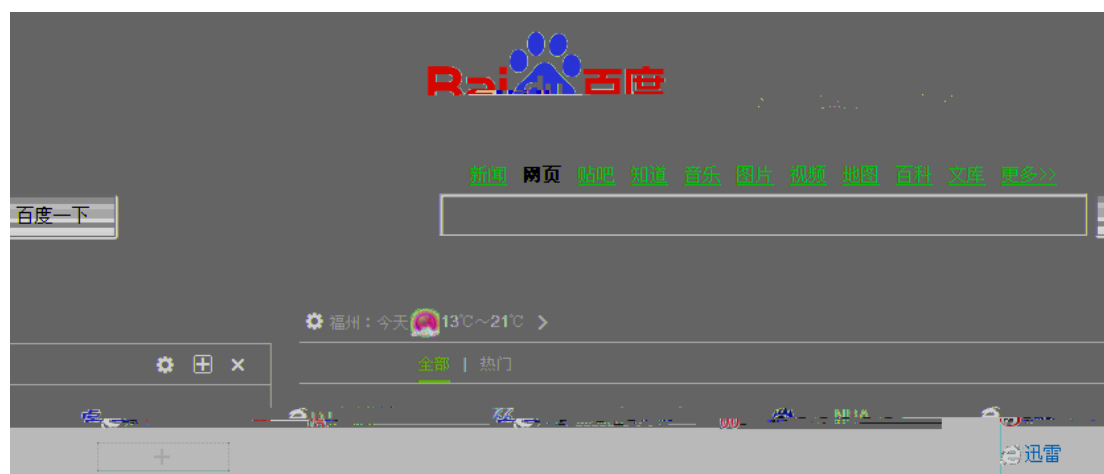 Bai du 百度
新闻 网页 贴吧 知道 音乐 图片 视频 地图 百科 文库 更多>>
百度一下
福州：今天 13℃～21℃ >
全部 | 热门
迅雷